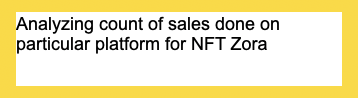 Analyzing count of sales done on
particular platform for NFT Zora